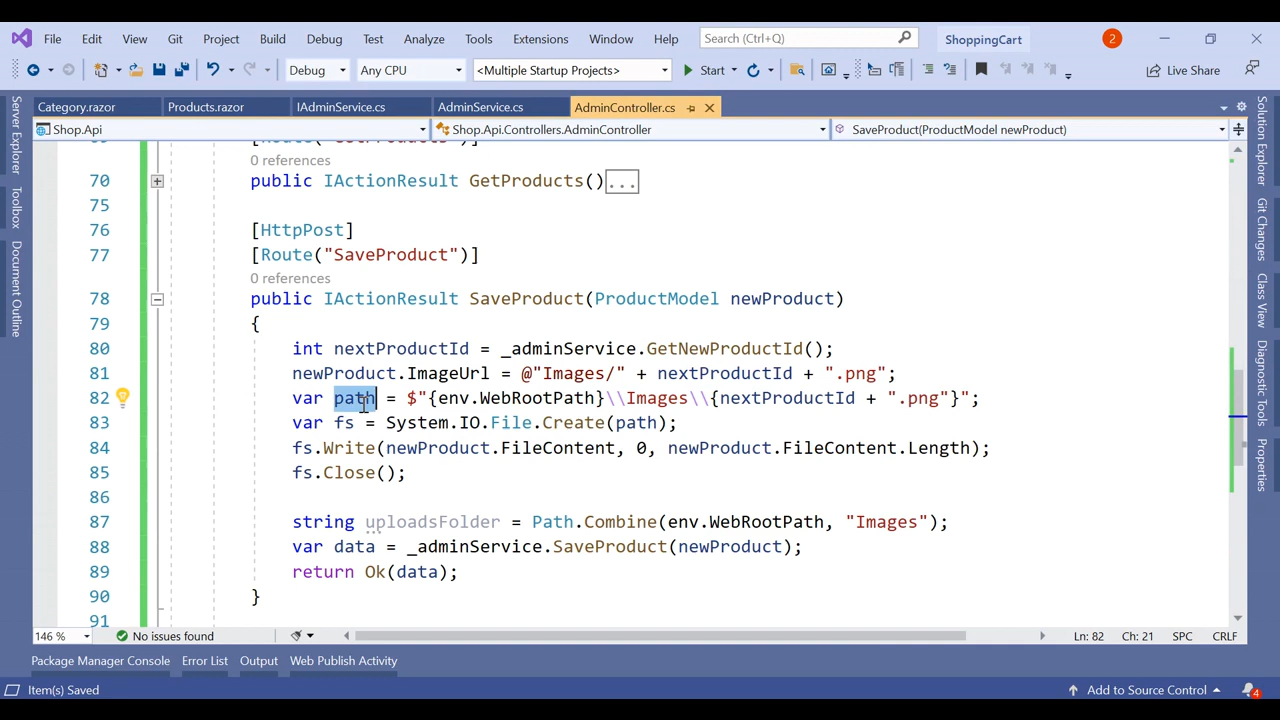 File Edit View Git Project Build Debug Test Analyze Tools Extensions Window Help Search (Ctrl+Q) ShoppingCart 2
Debug Any CPU <Multiple Startup Projects> Start Live Share
Category.razor Products.razor IAdminService.cs AdminService.cs AdminController.cs
Shop.Api Shop.Api.Controllers.AdminController SaveProduct(ProductModel newProduct)
0 references
70 public IActionResult GetProducts()...
75
76 [HttpPost]
77 [Route("SaveProduct")]
0 references
78 public IActionResult SaveProduct(ProductModel newProduct)
79 {
80 int nextProductId = _adminService.GetNewProductId();
81 newProduct.ImageUrl = @"Images/" + nextProductId + ".png";
82 var path = $"{env.WebRootPath}\\Images\\{nextProductId + ".png"}";
83 var fs = System.IO.File.Create(path);
84 fs.Write(newProduct.FileContent, 0, newProduct.FileContent.Length);
85 fs.Close();
86
87 string uploadsFolder = Path.Combine(env.WebRootPath, "Images");
88 var data = _adminService.SaveProduct(newProduct);
89 return Ok(data);
90 }
91
146 % No issues found Ln: 82 Ch: 21 SPC CRLF
Package Manager Console Error List Output Web Publish Activity
Item(s) Saved Add to Source Control 4
Server Explorer
Toolbox
Document Outline
Solution Explorer
Git Changes
Class View
Diagnostic Tools
Properties